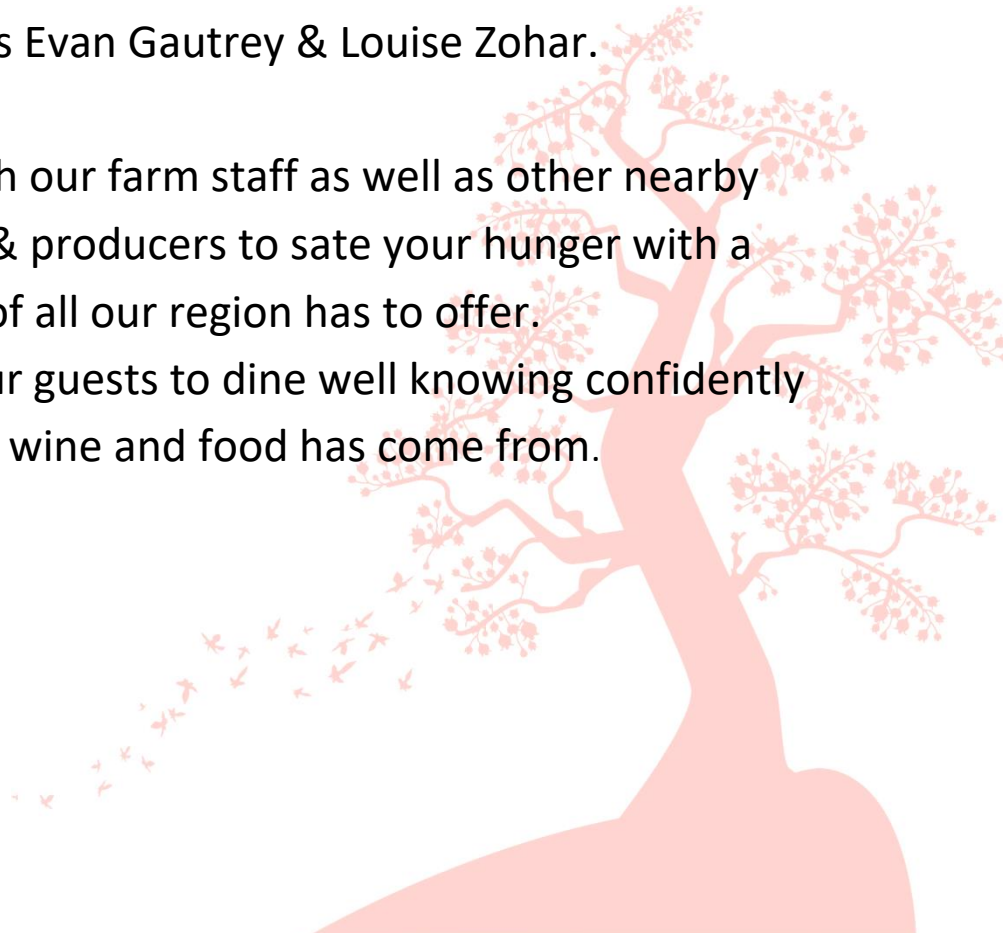 s Evan Gautrey & Louise Zohar.
h our farm staff as well as other nearby
& producers to sate your hunger with a
of all our region has to offer.
ur guests to dine well knowing confidently
wine and food has come from.